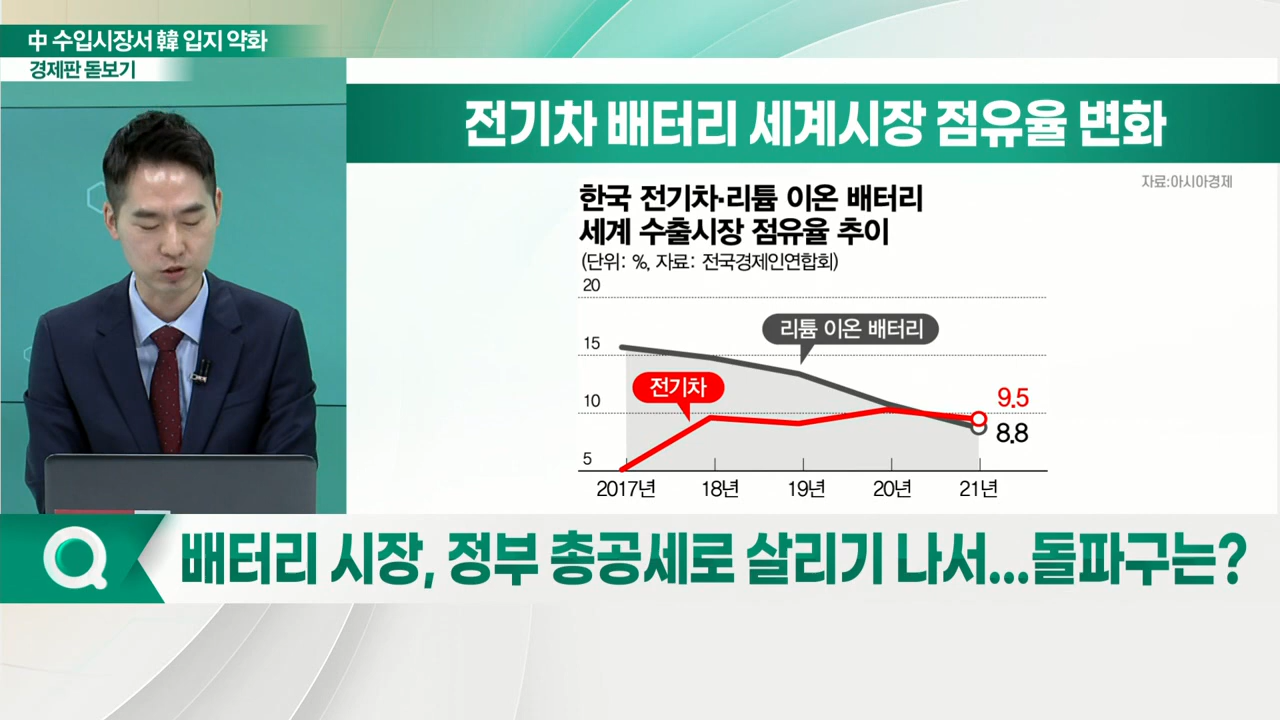 中 수입시장서 韓 입지 약화
경제판 돋보기
전기차 배터리 세계시장 점유율 변화
자료:아시아경제
한국 전기차·리튬 이온 배터리
세계 수출시장 점유율 추이
(단위: %, 자료: 전국경제인연합회)
20
15
10
5
리튬 이온 배터리
전기차
9.5
8.8
2017년 18년 19년 20년 21년
배터리 시장, 정부 총공세로 살리기 나서...돌파구는?